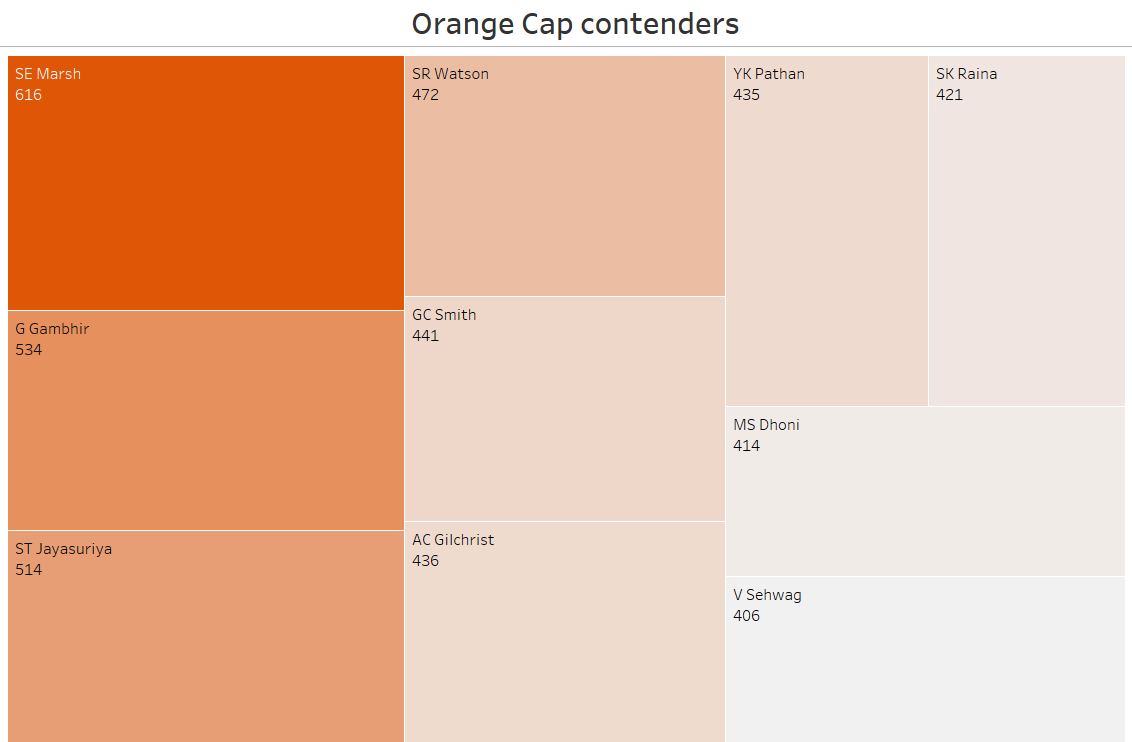 Orange Cap contenders
SE Marsh
616
G Gambhir
534
ST Jayasuriya
514
SR Watson
472
GC Smith
441
AC Gilchrist
436
YK Pathan
435
SK Raina
421
MS Dhoni
414
V Sehwag
406